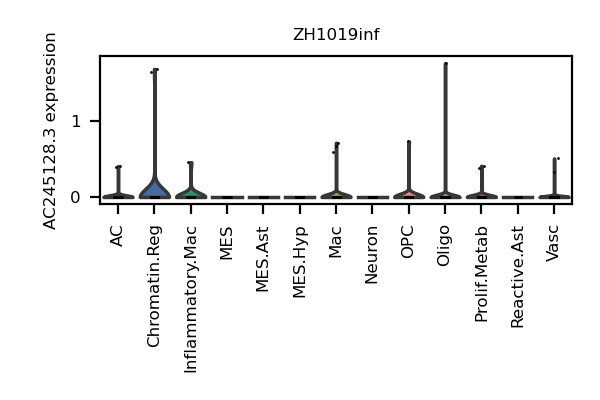 ZH1019inf
AC245128.3 expression
1
0
AC
Chromatin.Reg
Inflammatory.Mac
MES
MES.Ast
MES.Hyp
Mac
Neuron
OPC
Oligo
Prolif.Metab
Reactive.Ast
Vasc